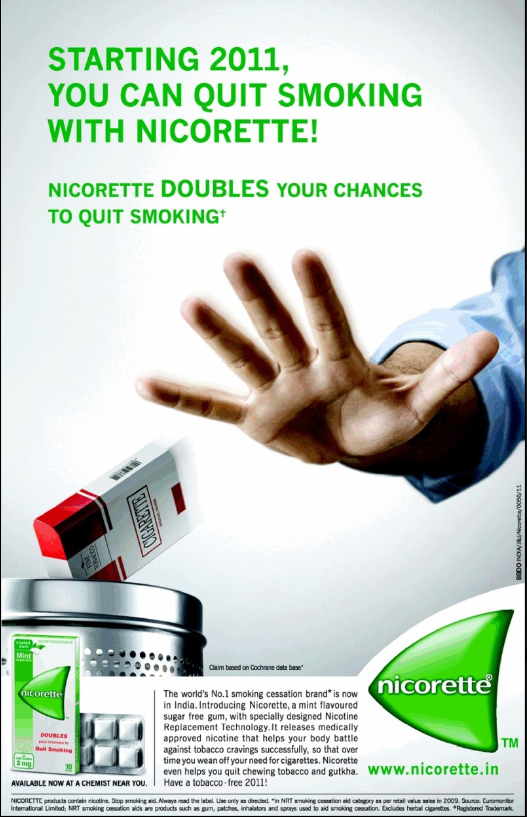 STARTING 2011,
YOU CAN QUIT SMOKING
WITH NICORETTE!
NICORETTE DOUBLES YOUR CHANCES
TO QUIT SMOKING†
CIGARETTE
BBDO INDIA/J&J/Nicorette/0050/11
Mint
nicorette
DOUBLES
your chances to
Quit Smoking
2 mg
10
Claim based on Cochrane data base*
The world's No.1 smoking cessation brand* is now
in India. Introducing Nicorette, a mint flavoured
sugar free gum, with specially designed Nicotine
Replacement Technology. It releases medically
approved nicotine that helps your body battle
against tobacco cravings successfully, so that over
time you wean off your need for cigarettes. Nicorette
even helps you quit chewing tobacco and gutkha.
Have a tobacco-free 2011!
nicorette®
TM
www.nicorette.in
AVAILABLE NOW AT A CHEMIST NEAR YOU.
NICORETTE products contain nicotine. Stop smoking aid. Always read the label. Use only as directed. *In NRT smoking cessation aid category as per retail value sales in 2009. Source. Euromonitor
International Limited; NRT smoking cessation aids are products such as gum, patches, inhalators and sprays used to aid smoking cessation. Excludes herbal cigarettes. *Registered Trademark.